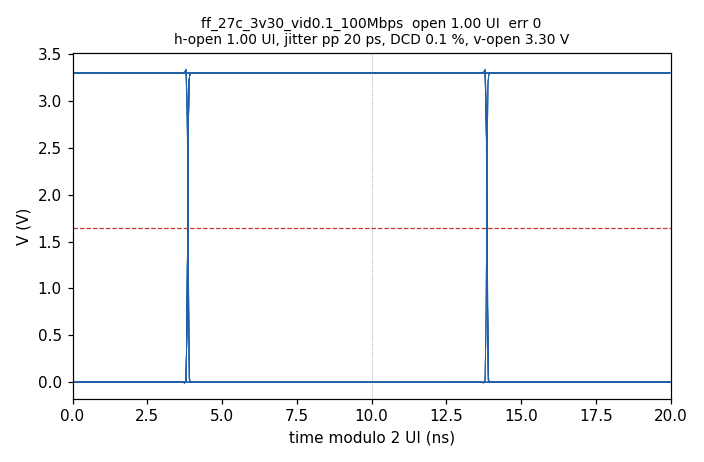 ff_27c_3v30_vid0.1_100Mbps  open 1.00 UI  err 0
h-open 1.00 UI, jitter pp 20 ps, DCD 0.1 %, v-open 3.30 V
3.5
3.0
2.5
2.0
1.5
1.0
0.5
0.0
V (V)
0.0 2.5 5.0 7.5 10.0 12.5 15.0 17.5 20.0
time modulo 2 UI (ns)